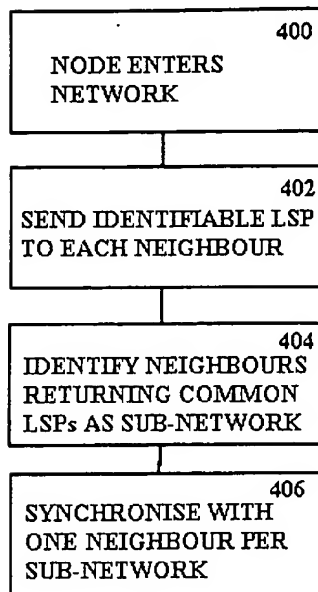 400
NODE ENTERS
NETWORK
402
SEND IDENTIFIABLE LSP
TO EACH NEIGHBOUR
404
IDENTIFY NEIGHBOURS
RETURNING COMMON
LSPs AS SUB-NETWORK
406
SYNCHRONISE WITH
ONE NEIGHBOUR PER
SUB-NETWORK